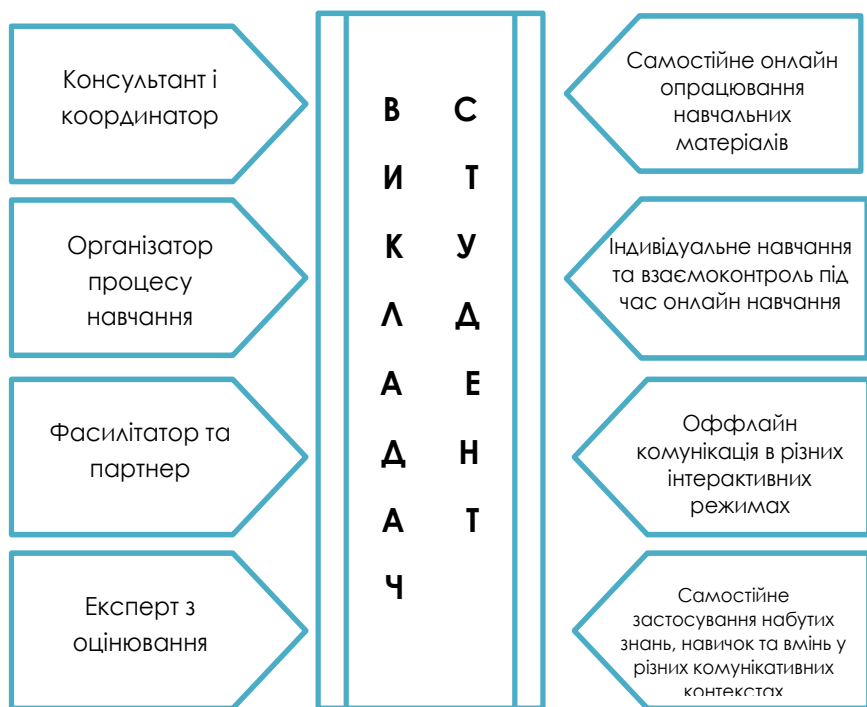 Консультант і
координатор
Організатор
процесу
навчання
Фасилітатор та
партнер
Експерт з
оцінювання
В
И
К
Л
А
Д
А
Ч
С
Т
У
Д
Е
Н
Т
Самостійне онлайн
опрацювання
навчальних
матеріалів
Індивідуальне навчання
та взаємоконтроль під
час онлайн навчання
Оффлайн
комунікація в різних
інтерактивних
режимах
Самостійне
застосування набутих
знань, навичок та вмінь у
різних комунікативних
контекстах